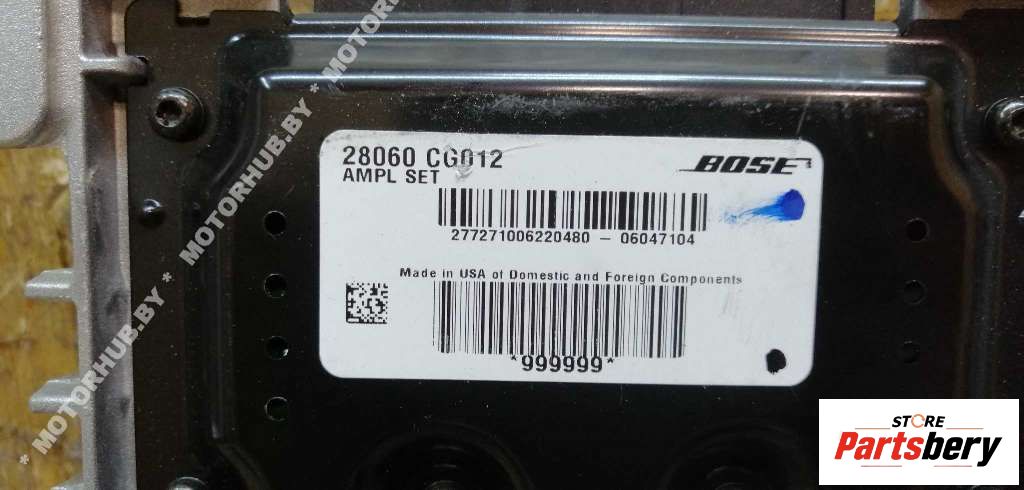 28060 CG012
AMPL SET
BOSE
277271006220480 - 06047104
Made in USA of Domestic and Foreign Components
*999999*
* MOTORHUB.BY * MOTORHUB.BY * MOTORHUB.BY
STORE
Partsbery